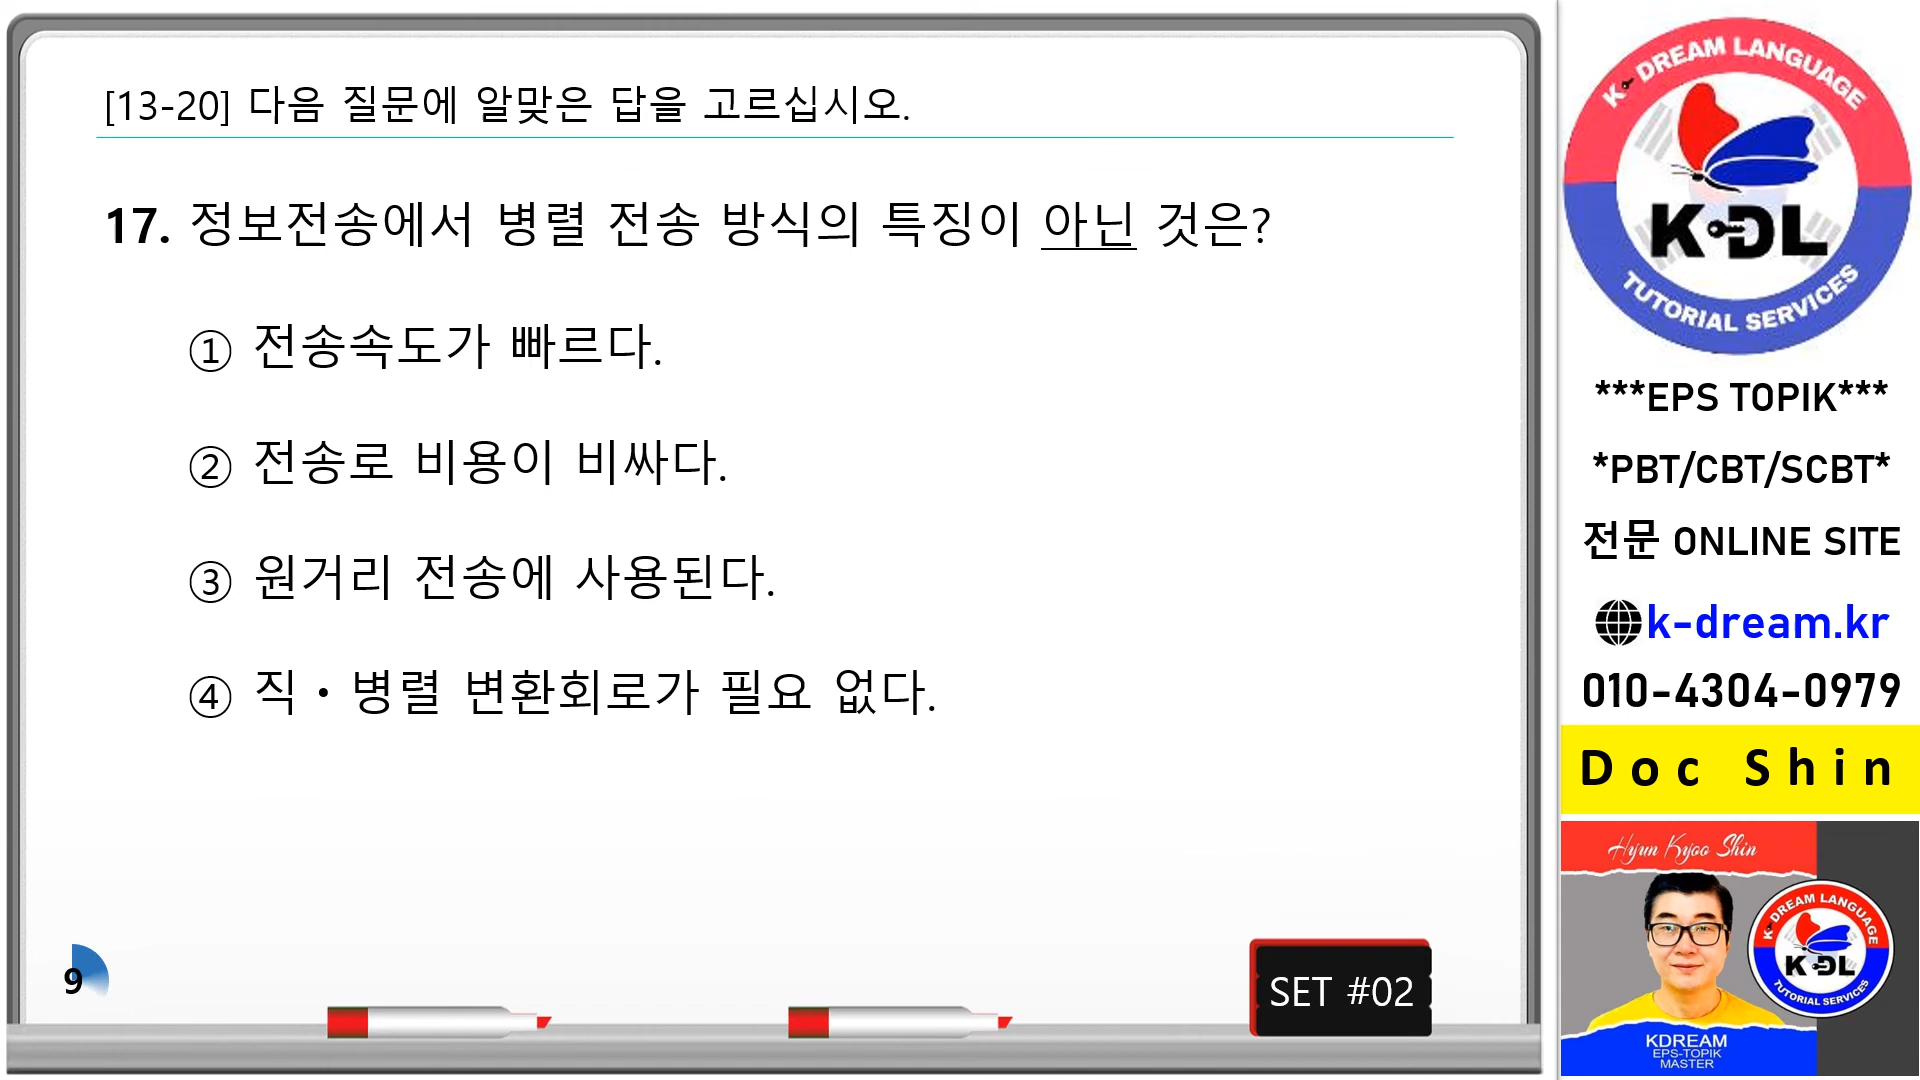 [13-20] 다음 질문에 알맞은 답을 고르십시오.
17. 정보전송에서 병렬 전송 방식의 특징이 아닌 것은?
① 전송속도가 빠르다.
② 전송로 비용이 비싸다.
③ 원거리 전송에 사용된다.
④ 직・병렬 변환회로가 필요 없다.
9
SET #02
K-DREAM LANGUAGE
K-DL
TUTORIAL SERVICES
***EPS TOPIK***
*PBT/CBT/SCBT*
전문 ONLINE SITE
k-dream.kr
010-4304-0979
Doc Shin
Hyun Kyoo Shin
K-DREAM LANGUAGE
K-DL
TUTORIAL SERVICES
KDREAM
EPS-TOPIK
MASTER